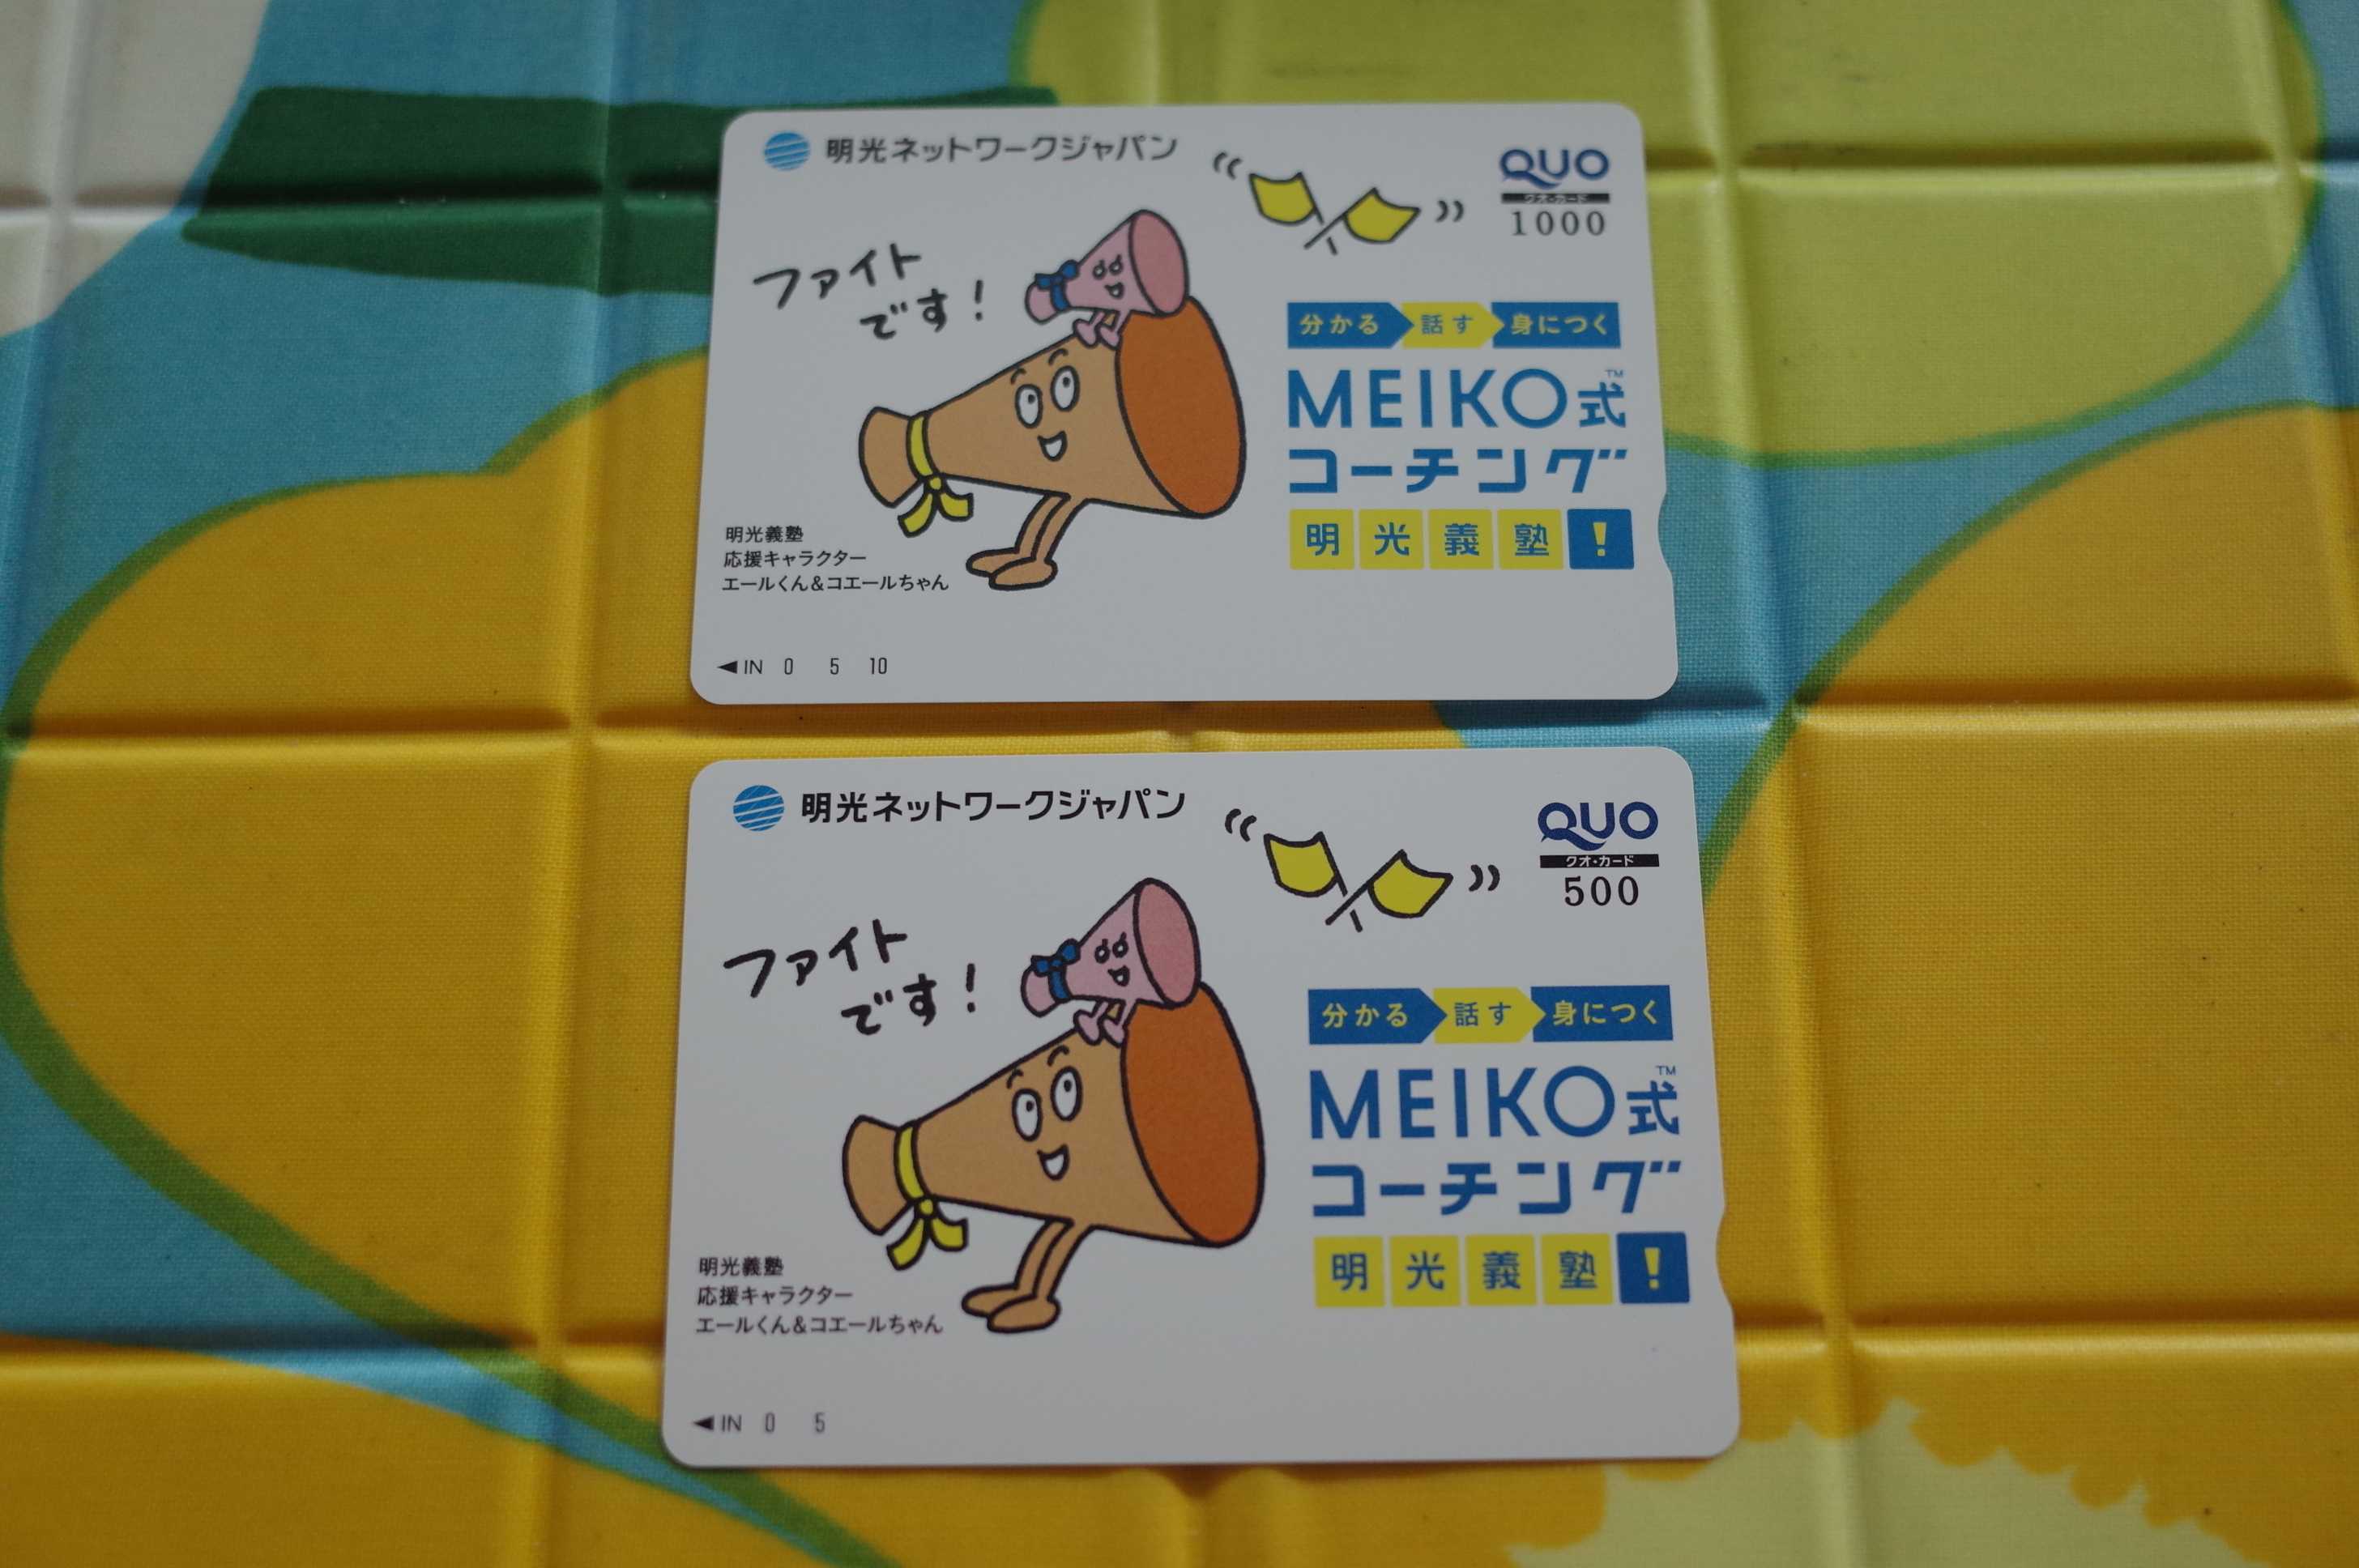 明光ネットワークジャパン
QUO
クオ・カード
1000
ファイト
です!
分かる 話す 身につく
MEIKO式™
コーチング
明光義塾!
明光義塾
応援キャラクター
エールくん&コエールちゃん
◀IN 0 5 10
明光ネットワークジャパン
QUO
クオ・カード
500
ファイト
です!
分かる 話す 身につく
MEIKO式™
コーチング
明光義塾!
明光義塾
応援キャラクター
エールくん&コエールちゃん
◀IN 0 5